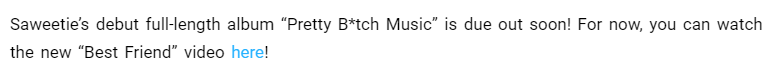 Saweetie’s debut full-length album “Pretty B*tch Music” is due out soon! For now, you can watch
the new “Best Friend” video here!